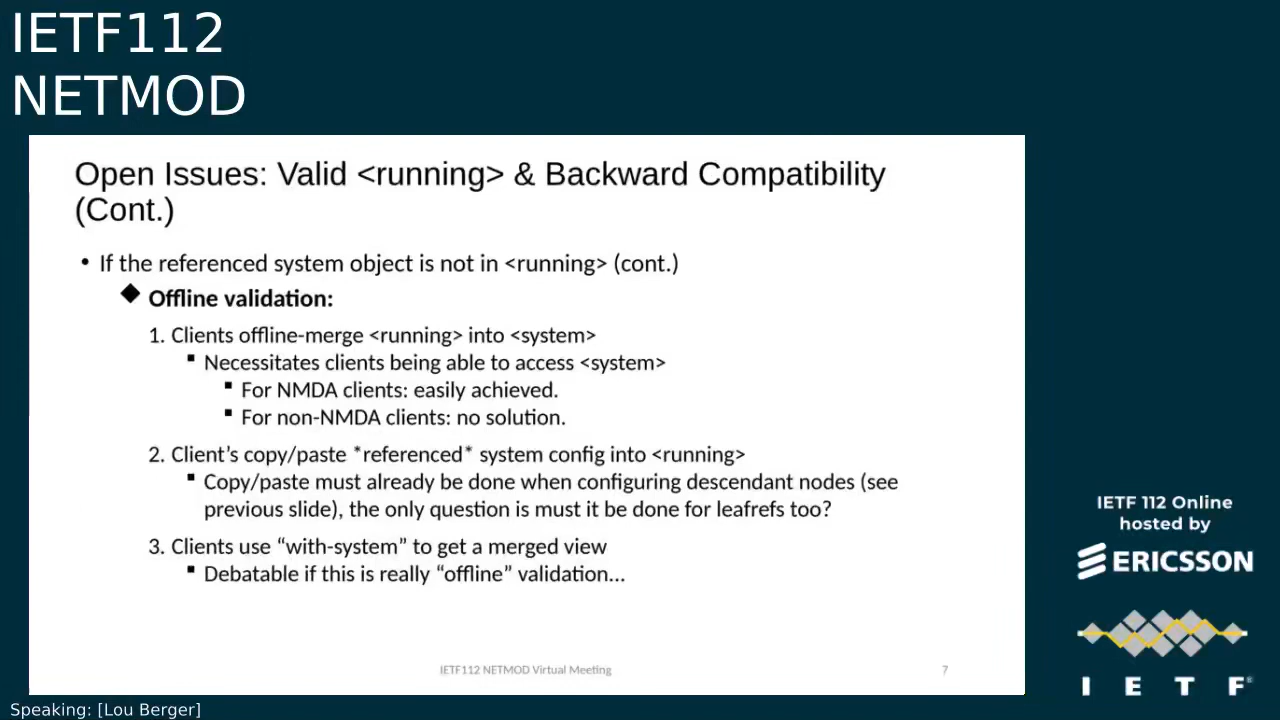 IETF112
NETMOD
Open Issues: Valid <running> & Backward Compatibility
(Cont.)
• If the referenced system object is not in <running> (cont.)
◆ Offline validation:
1. Clients offline-merge <running> into <system>
▪ Necessitates clients being able to access <system>
▪ For NMDA clients: easily achieved.
▪ For non-NMDA clients: no solution.
2. Client’s copy/paste *referenced* system config into <running>
▪ Copy/paste must already be done when configuring descendant nodes (see
previous slide), the only question is must it be done for leafrefs too?
3. Clients use “with-system” to get a merged view
▪ Debatable if this is really “offline” validation…
IETF112 NETMOD Virtual Meeting
7
IETF 112 Online
hosted by
ERICSSON
I E T F®
Speaking: [Lou Berger]